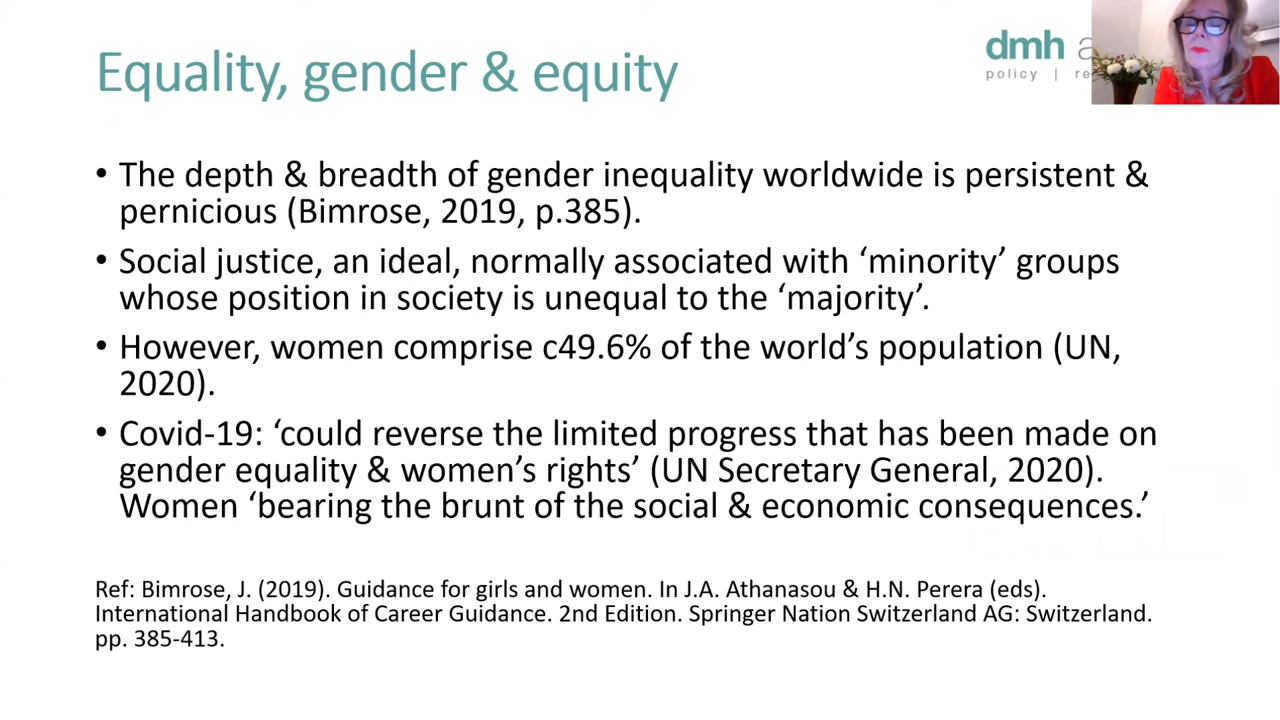 Equality, gender & equity
dmh a
policy | re
• The depth & breadth of gender inequality worldwide is persistent &
pernicious (Bimrose, 2019, p.385).
• Social justice, an ideal, normally associated with ‘minority’ groups
whose position in society is unequal to the ‘majority’.
• However, women comprise c49.6% of the world’s population (UN,
2020).
• Covid-19: ‘could reverse the limited progress that has been made on
gender equality & women’s rights’ (UN Secretary General, 2020).
Women ‘bearing the brunt of the social & economic consequences.’
Ref: Bimrose, J. (2019). Guidance for girls and women. In J.A. Athanasou & H.N. Perera (eds).
International Handbook of Career Guidance. 2nd Edition. Springer Nation Switzerland AG: Switzerland.
pp. 385-413.